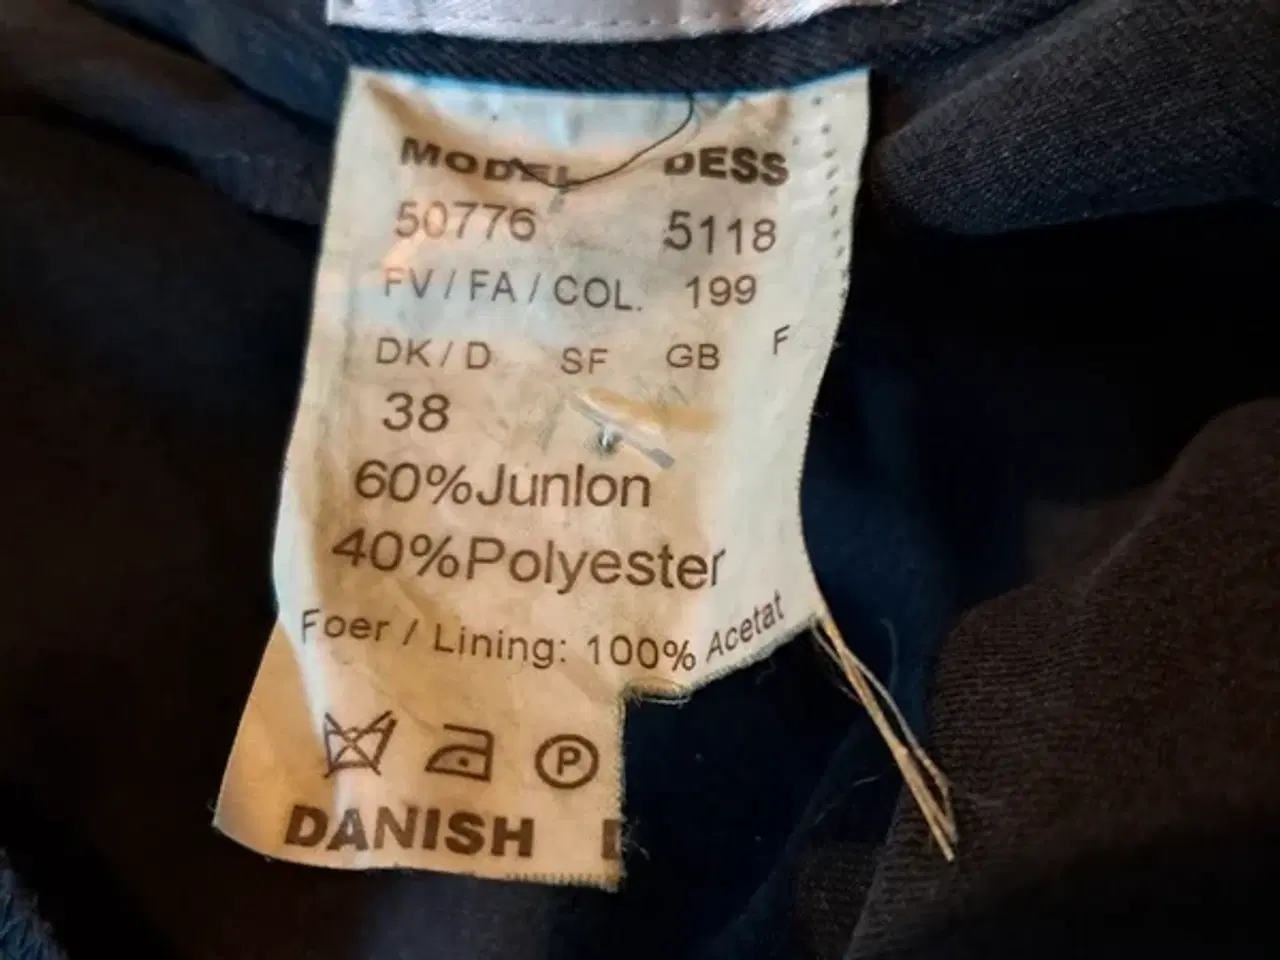 MODEL DESS
50776 5118
FV / FA / COL. 199
DK / D SF GB F
38
60%Junlon
40%Polyester
Foer / Lining: 100% Acetat
P
DANISH